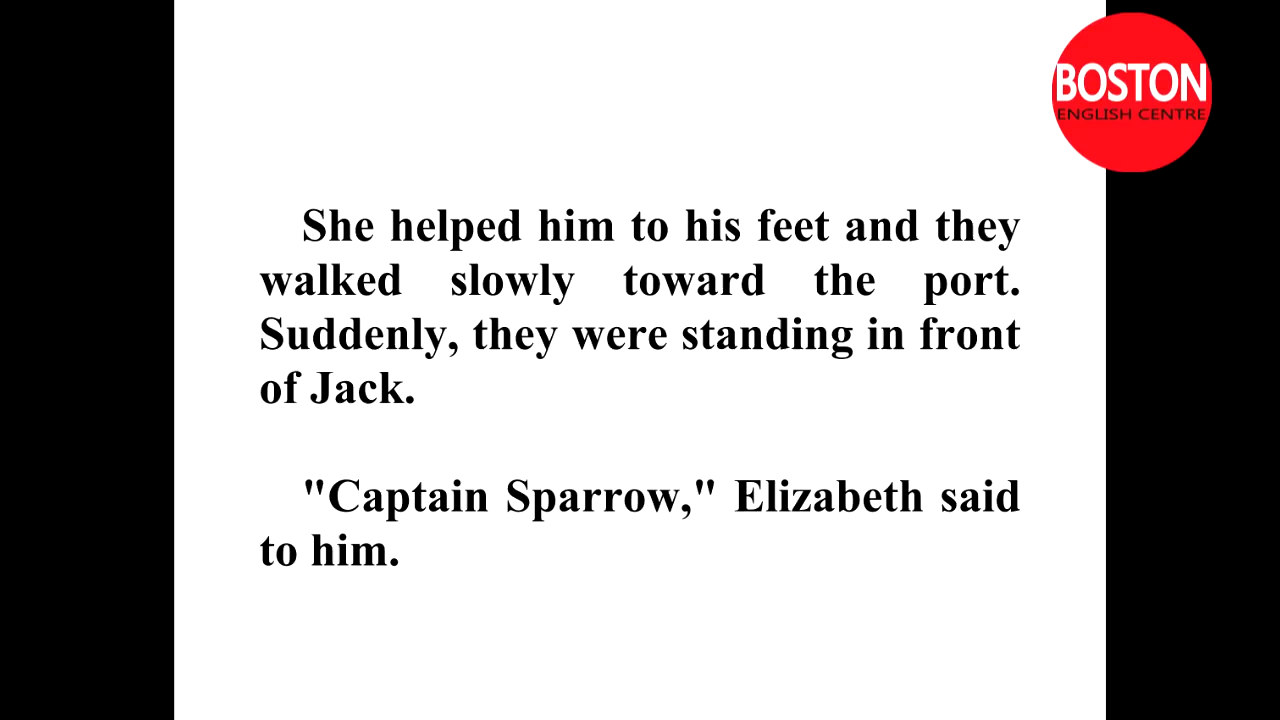 BOSTON
ENGLISH CENTRE
She helped him to his feet and they
walked slowly toward the port.
Suddenly, they were standing in front
of Jack.
"Captain Sparrow," Elizabeth said
to him.